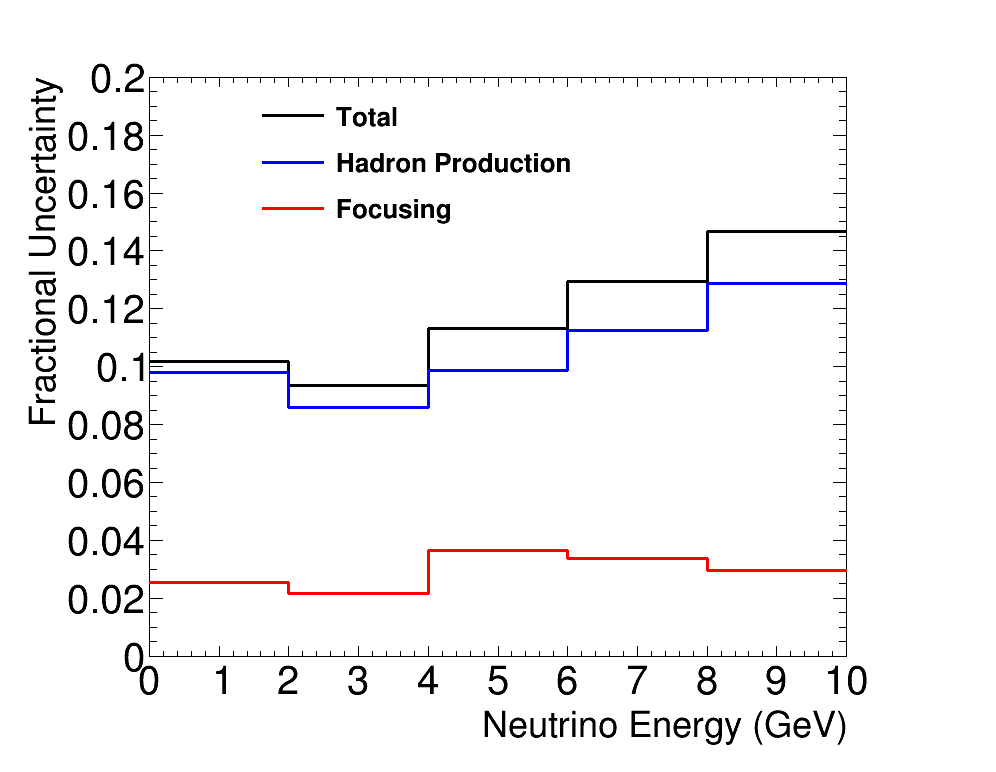 Fractional Uncertainty
0.2
0.18
0.16
0.14
0.12
0.1
0.08
0.06
0.04
0.02
0
Total
Hadron Production
Focusing
0 1 2 3 4 5 6 7 8 9 10
Neutrino Energy (GeV)